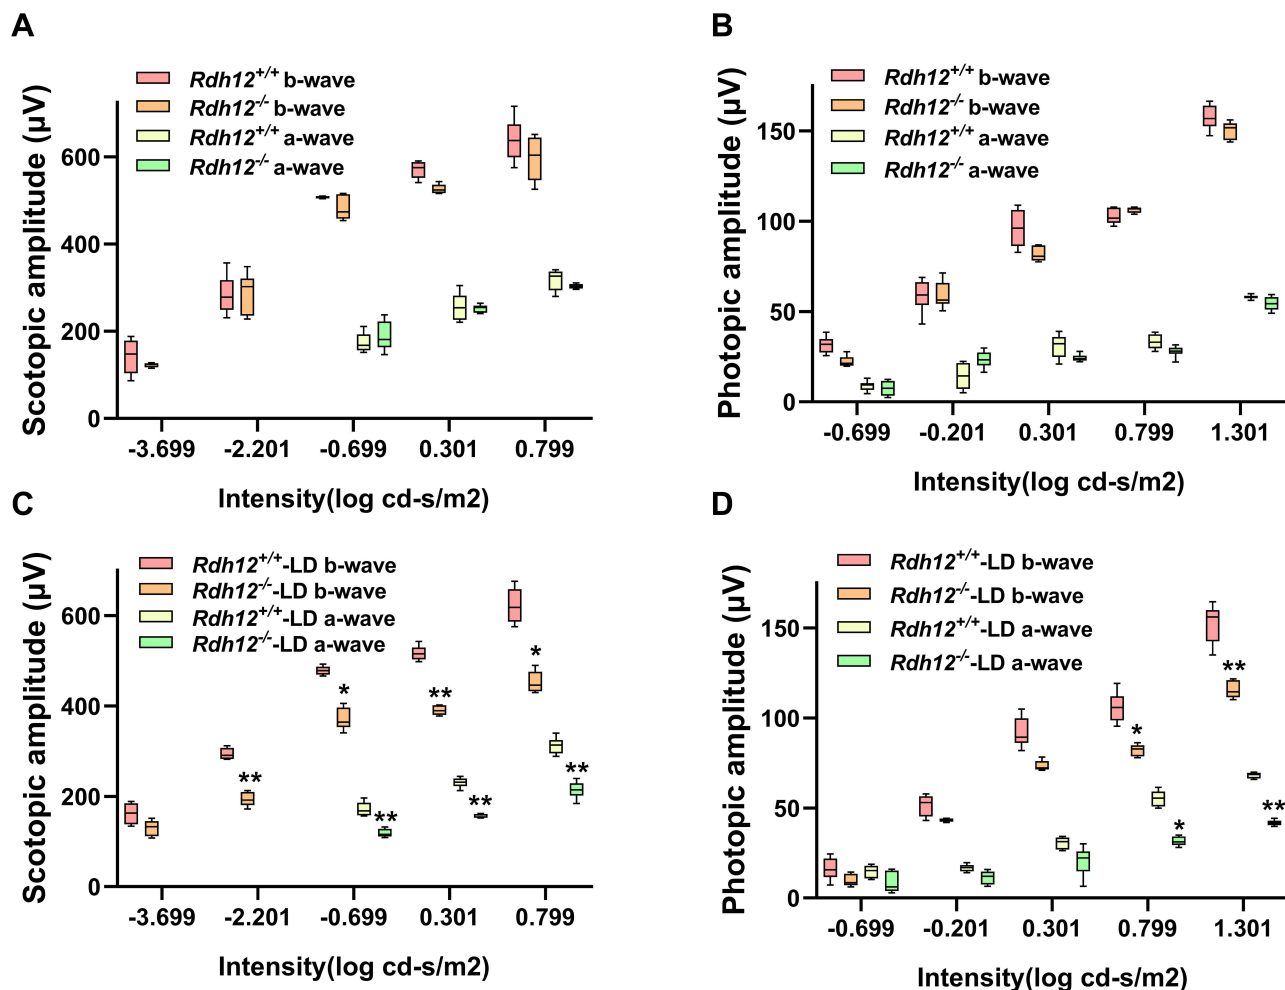 A
Rdh12+/+ b-wave
Rdh12-/- b-wave
Rdh12+/+ a-wave
Rdh12-/- a-wave
Scotopic amplitude (µV)
600
400
200
0
-3.699 -2.201 -0.699 0.301 0.799
Intensity(log cd-s/m2)
B
Rdh12+/+ b-wave
Rdh12-/- b-wave
Rdh12+/+ a-wave
Rdh12-/- a-wave
Photopic amplitude (µV)
150
100
50
0
-0.699 -0.201 0.301 0.799 1.301
Intensity(log cd-s/m2)
C
Rdh12+/+-LD b-wave
Rdh12-/--LD b-wave
Rdh12+/+-LD a-wave
Rdh12-/--LD a-wave
Scotopic amplitude (µV)
600
400
200
0
** * ** ** ** * **
-3.699 -2.201 -0.699 0.301 0.799
Intensity(log cd-s/m2)
D
Rdh12+/+-LD b-wave
Rdh12-/--LD b-wave
Rdh12+/+-LD a-wave
Rdh12-/--LD a-wave
Photopic amplitude (µV)
150
100
50
0
* * ** **
-0.699 -0.201 0.301 0.799 1.301
Intensity(log cd-s/m2)